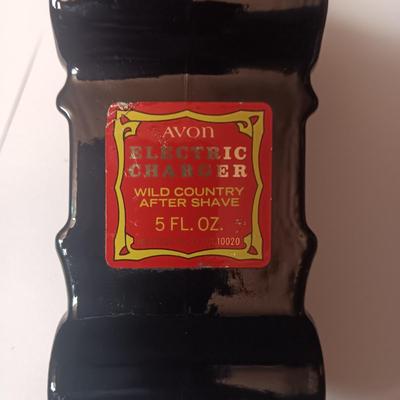 AVON
ELECTRIC
CHARGER
WILD COUNTRY
AFTER SHAVE
5 FL. OZ.
10020